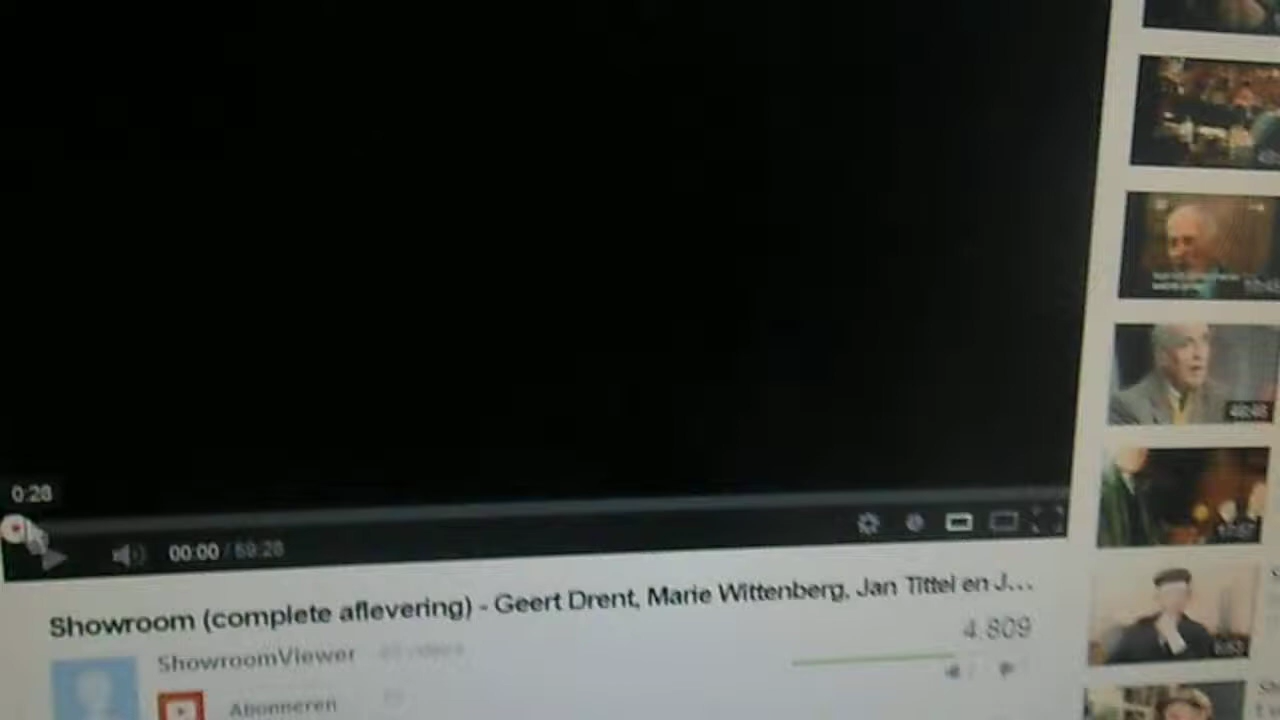 0:28
00:00 / 59:28
Showroom (complete aflevering) - Geert Drent, Marie Wittenberg, Jan Tittel en J...
4.809
ShowroomViewer
Abonneren